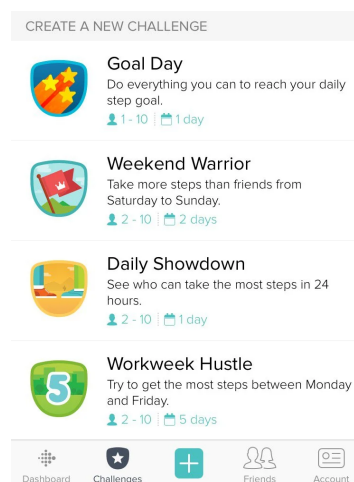 CREATE A NEW CHALLENGE
Goal Day
Do everything you can to reach your daily
step goal.
1 - 10 1 day
Weekend Warrior
Take more steps than friends from
Saturday to Sunday.
2 - 10 2 days
Daily Showdown
See who can take the most steps in 24
hours.
2 - 10 1 day
5
Workweek Hustle
Try to get the most steps between Monday
and Friday.
2 - 10 5 days
Dashboard Challenges Friends Account